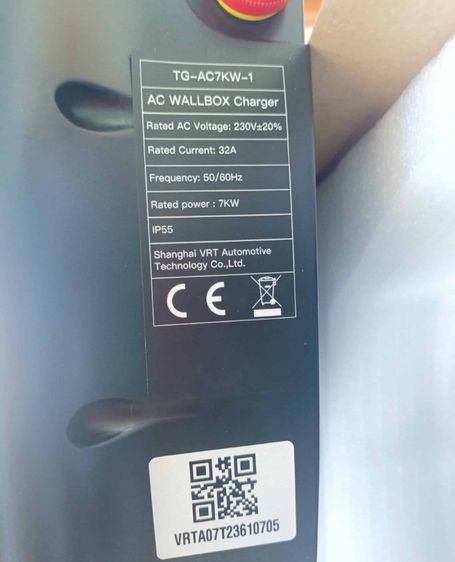 TG-AC7KW-1
AC WALLBOX Charger
Rated AC Voltage: 230V±20%
Rated Current: 32A
Frequency: 50/60Hz
Rated power : 7KW
IP55
Shanghai VRT Automotive
Technology Co.,Ltd.
CE
VRTA07T23610705